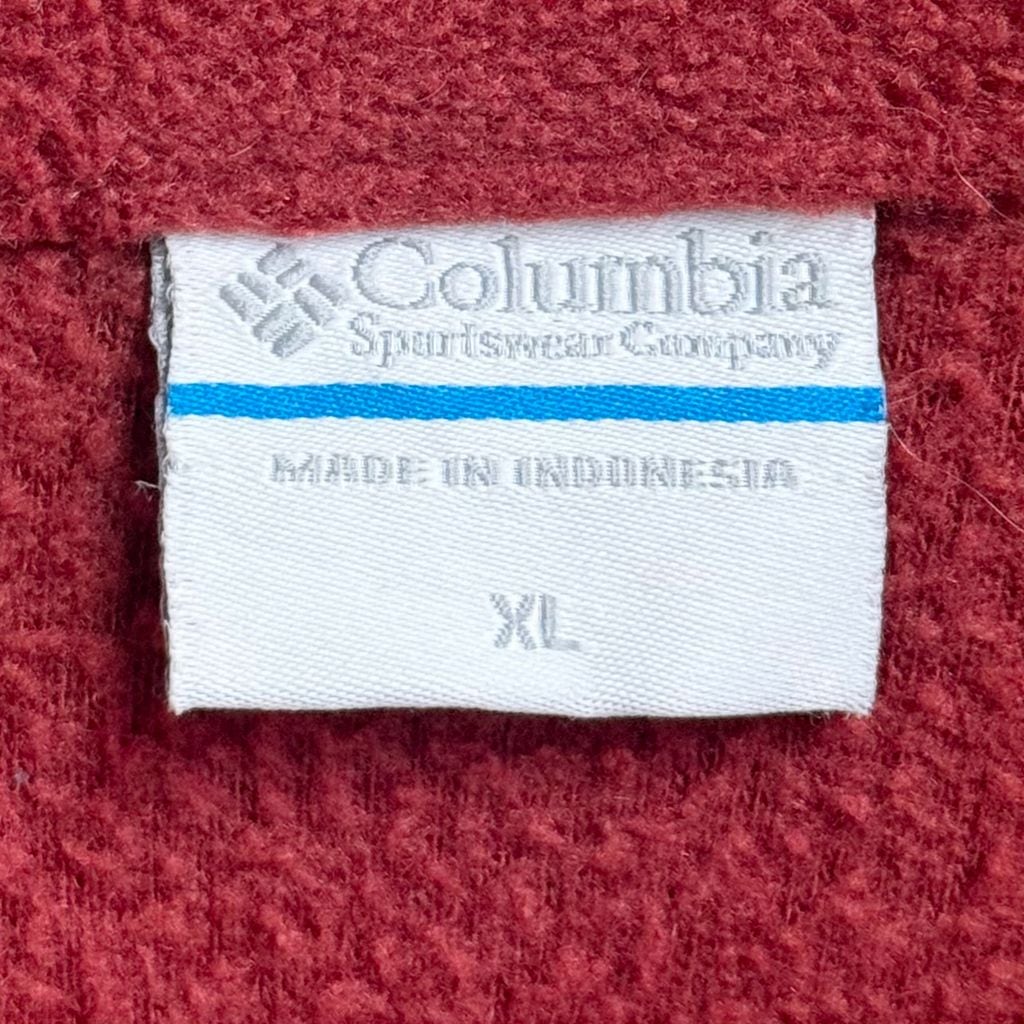 Columbia
Sportswear Company
MADE IN INDONESIA
XL